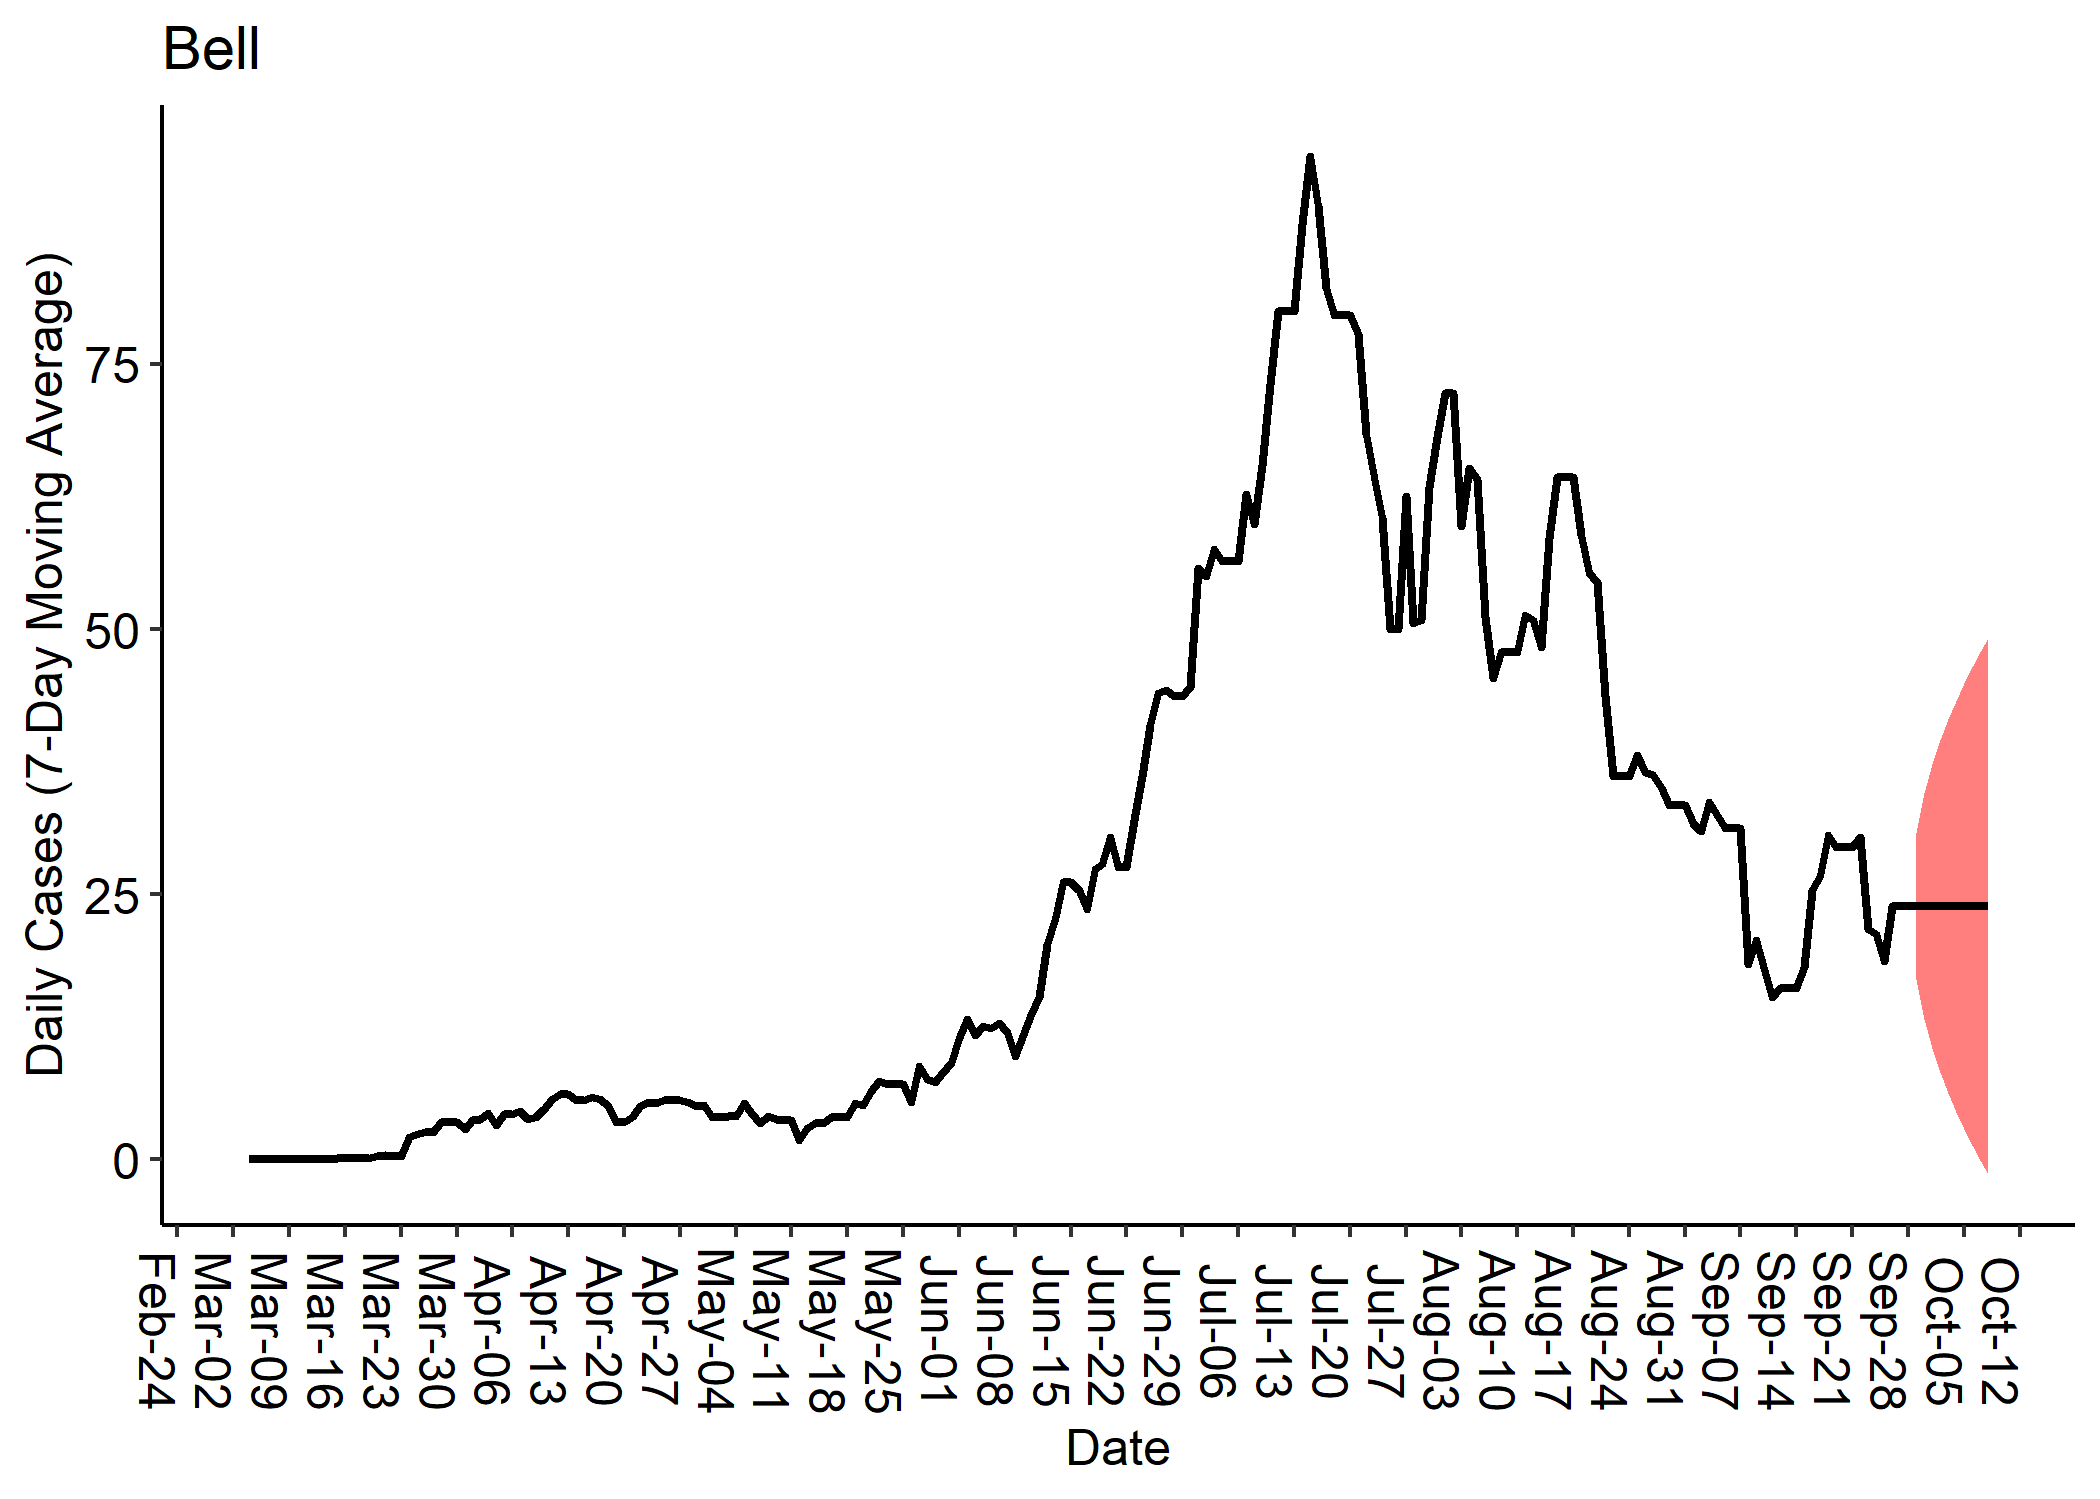 Bell
Daily Cases (7-Day Moving Average)
75
50
25
0
Feb-24
Mar-02
Mar-09
Mar-16
Mar-23
Mar-30
Apr-06
Apr-13
Apr-20
Apr-27
May-04
May-11
May-18
May-25
Jun-01
Jun-08
Jun-15
Jun-22
Jun-29
Jul-06
Jul-13
Jul-20
Jul-27
Aug-03
Aug-10
Aug-17
Aug-24
Aug-31
Sep-07
Sep-14
Sep-21
Sep-28
Oct-05
Oct-12
Date